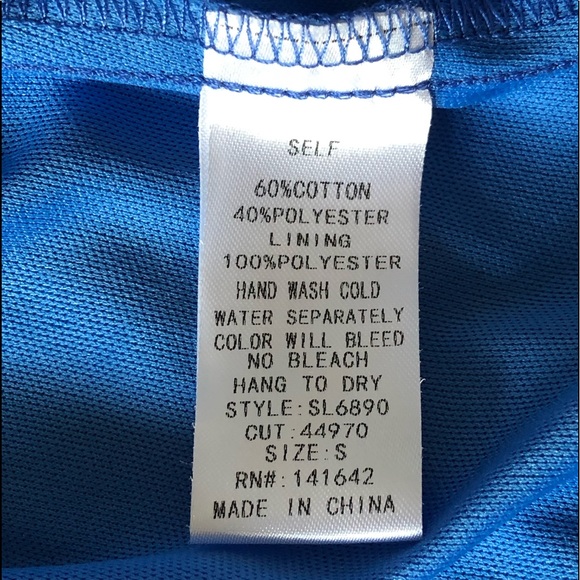 SELF
60%COTTON
40%POLYESTER
LINING
100%POLYESTER
HAND WASH COLD
WATER SEPARATELY
COLOR WILL BLEED
NO BLEACH
HANG TO DRY
STYLE:SL6890
CUT:44970
SIZE:S
RN#:141642
MADE IN CHINA